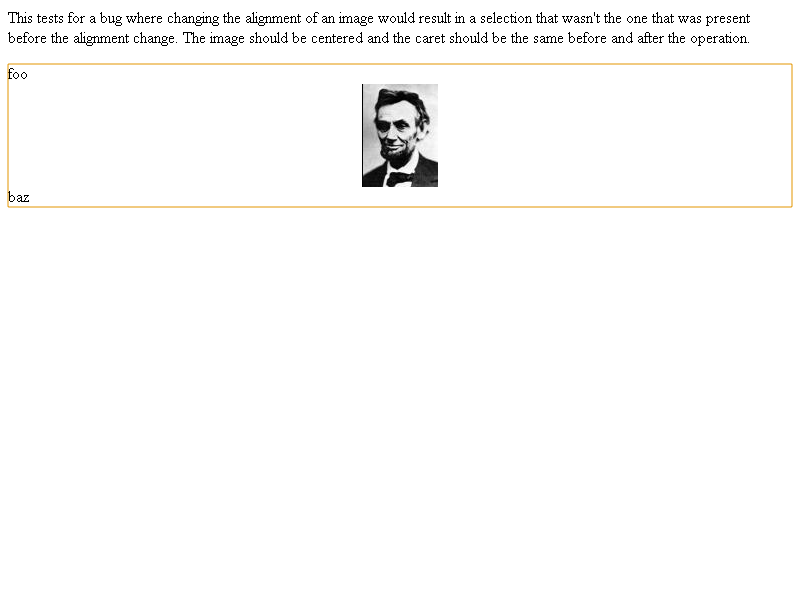 This tests for a bug where changing the alignment of an image would result in a selection that wasn't the one that was present
before the alignment change. The image should be centered and the caret should be the same before and after the operation.
foo
baz